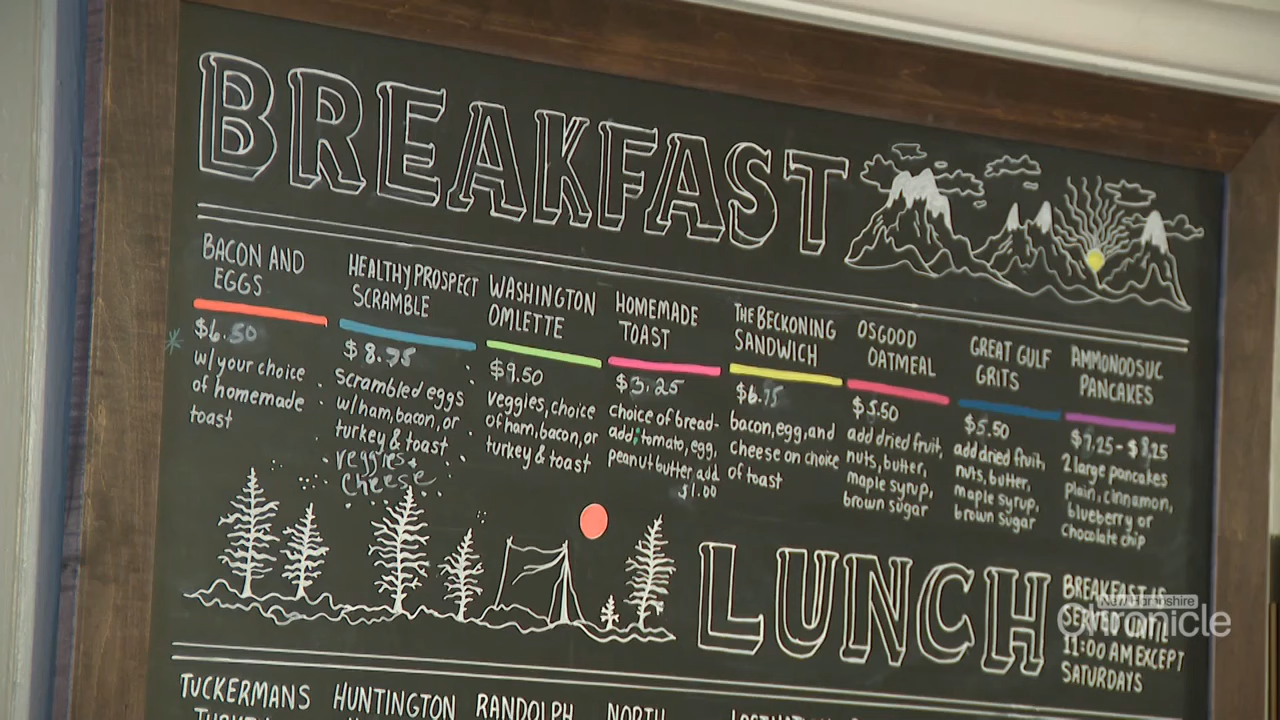 BREAKFAST
BACON AND
EGGS
$6.50
w/your choice
of homemade
toast
HEALTHY PROSPECT
SCRAMBLE
$8.95
Scrambled eggs
w/ham, bacon, or
turkey & toast
veggies +
cheese
WASHINGTON
OMLETTE
$9.50
veggies, choice
of ham, bacon, or
turkey & toast
HOMEMADE
TOAST
$3.25
choice of bread-
add: tomato, egg,
peanut butter add
$1.00
THE BECKONING
SANDWICH
$6.75
bacon, egg, and
cheese on choice
of toast
OSGOOD
OATMEAL
$5.50
add dried fruit,
nuts, butter,
maple syrup,
brown sugar
GREAT GULF
GRITS
$5.50
add dried fruit,
nuts, butter,
maple syrup,
brown sugar
AMMONOOSUC
PANCAKES
$7.25-$8.25
2 large pancakes
plain, cinnamon,
blueberry or
chocolate chip
LUNCH
BREAKFAST IS
SERVED UNTIL
11:00 AM EXCEPT
SATURDAYS
New Hampshire
Chronicle
TUCKERMANS
HUNTINGTON
RANDOLPH
NORTH